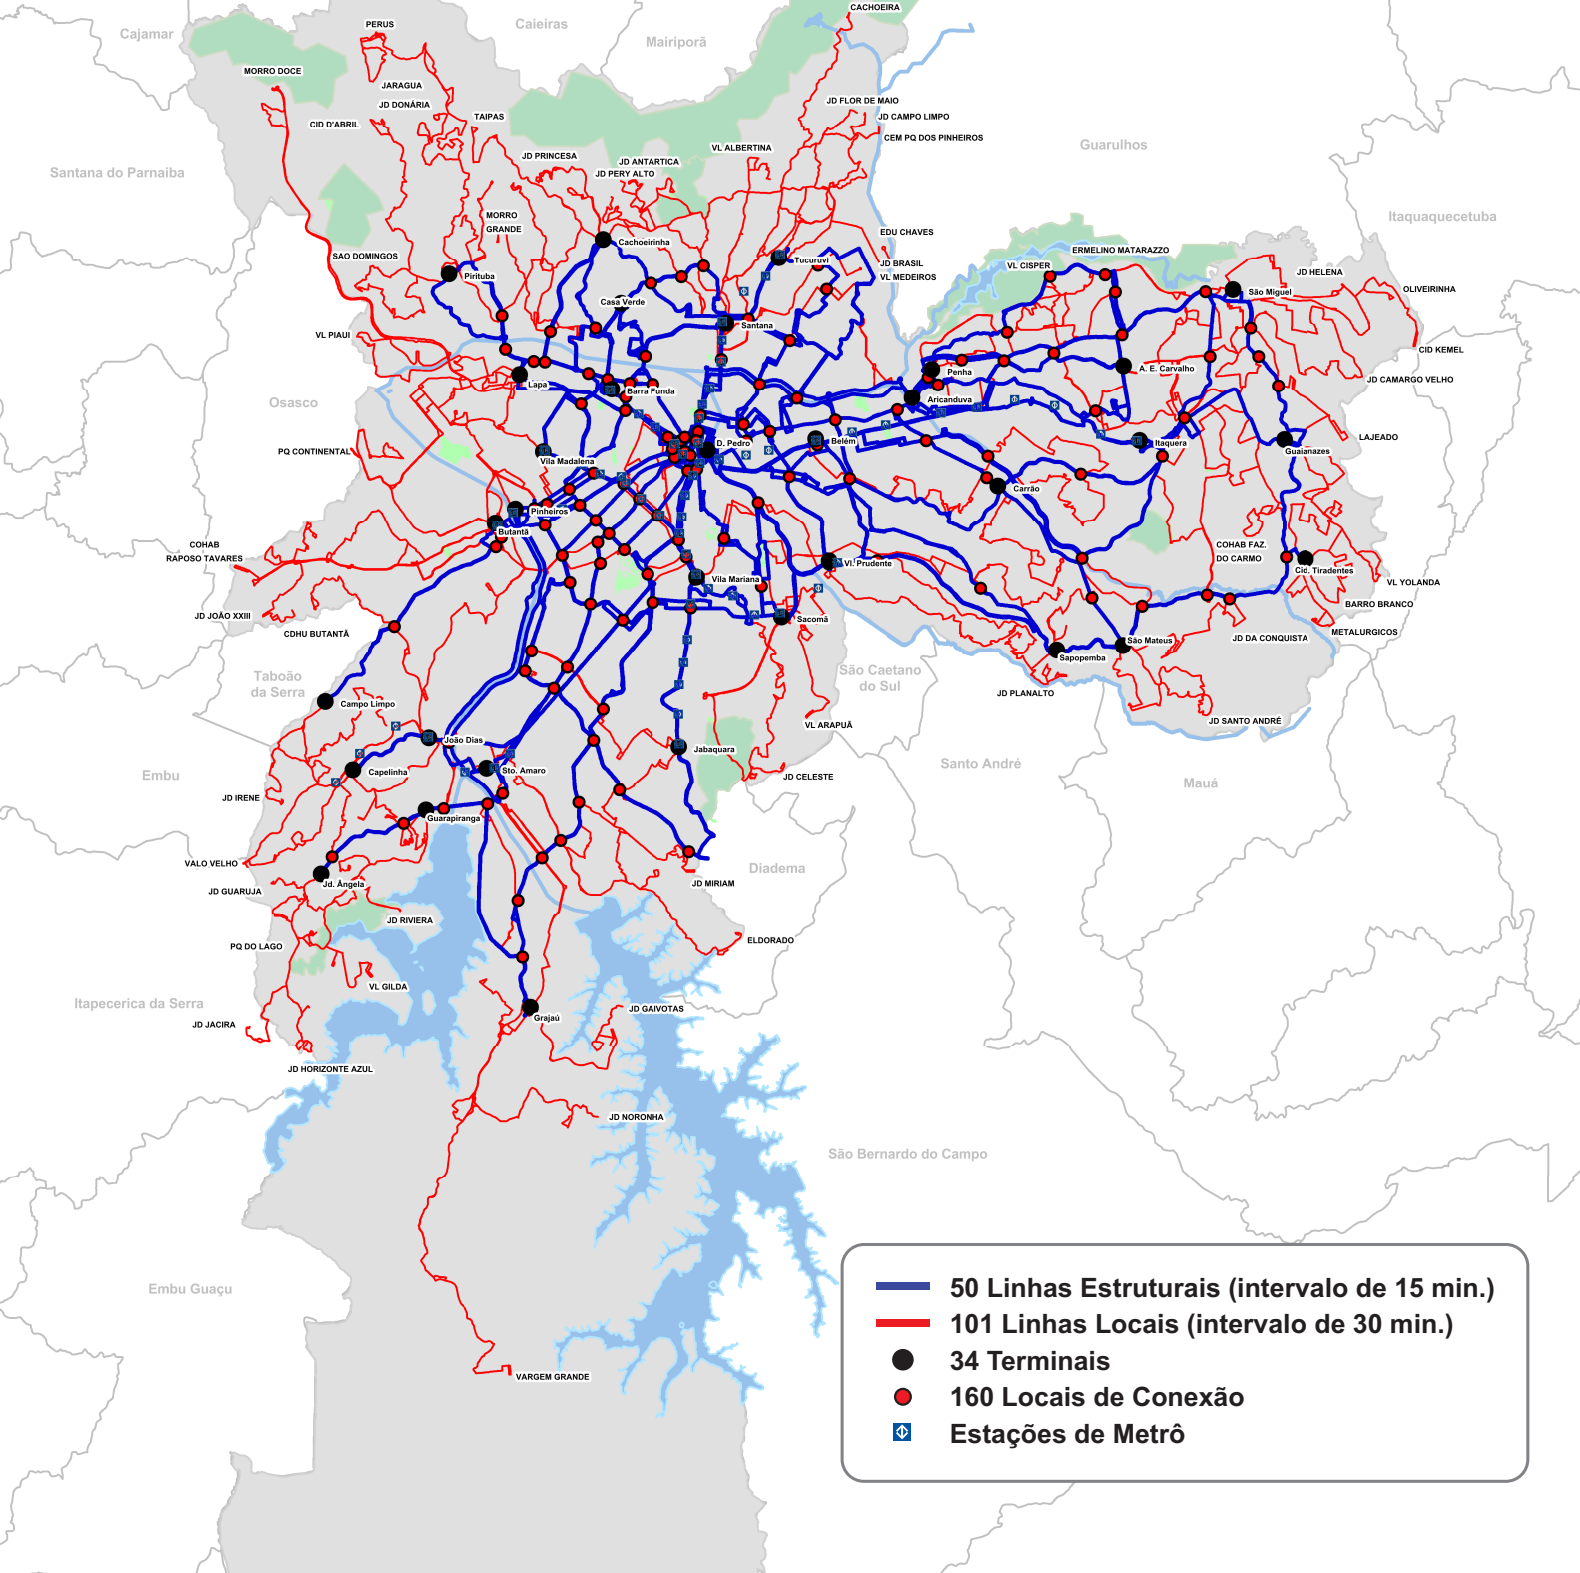 CACHOEIRA
PERUS
Caieiras
Cajamar
Mairiporã
MORRO DOCE
JARAGUA
JD DONÁRIA
TAIPAS
CID D'ABRIL
JD FLOR DE MAIO
JD CAMPO LIMPO
CEM PQ DOS PINHEIROS
Guarulhos
VL ALBERTINA
JD PRINCESA
JD ANTARTICA
JD PERY ALTO
Santana do Parnaiba
MORRO
GRANDE
Itaquaquecetuba
EDU CHAVES
Cachoeirinha
ERMELINO MATARAZZO
SAO DOMINGOS
Tucuruvi
JD BRASIL
VL MEDEIROS
VL CISPER
JD HELENA
Pirituba
OLIVEIRINHA
São Miguel
Casa Verde
Santana
VL PIAUI
CID KEMEL
A. E. Carvalho
Penha
JD CAMARGO VELHO
Lapa
Barra Funda
Aricanduva
Osasco
LAJEADO
D. Pedro
Belém
Itaquera
Guaianazes
PQ CONTINENTAL
Vila Madalena
Carrão
Pinheiros
Butantã
COHAB
RAPOSO TAVARES
COHAB FAZ.
DO CARMO
Vl. Prudente
Cid. Tiradentes
Vila Mariana
VL YOLANDA
BARRO BRANCO
JD JOÃO XXIII
Sacomã
METALURGICOS
CDHU BUTANTÃ
JD DA CONQUISTA
São Mateus
Sapopemba
São Caetano
do Sul
Taboão
da Serra
JD PLANALTO
Campo Limpo
JD SANTO ANDRÉ
VL ARAPUÃ
João Dias
Jabaquara
Santo André
Capelinha
Sto. Amaro
Embu
JD CELESTE
Mauá
JD IRENE
Guarapiranga
VALO VELHO
Diadema
JD GUARUJA
Jd. Ângela
JD MIRIAM
JD RIVIERA
PQ DO LAGO
ELDORADO
VL GILDA
Itapecerica da Serra
JD GAIVOTAS
Grajaú
JD JACIRA
JD HORIZONTE AZUL
JD NORONHA
São Bernardo do Campo
Embu Guaçu
VARGEM GRANDE
50 Linhas Estruturais (intervalo de 15 min.)
101 Linhas Locais (intervalo de 30 min.)
34 Terminais
160 Locais de Conexão
Estações de Metrô